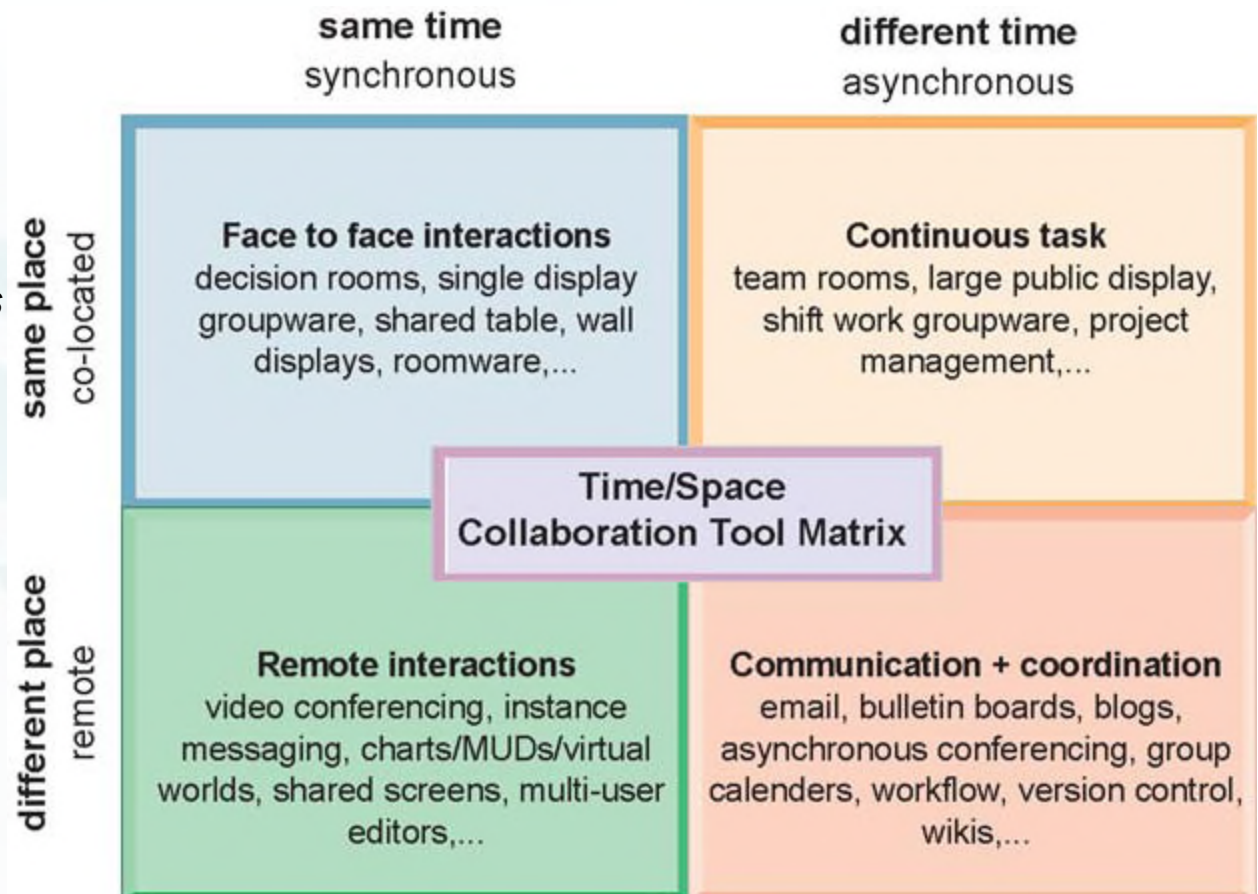 same time
synchronous
different time
asynchronous
same place
co-located
Face to face interactions
decision rooms, single display
groupware, shared table, wall
displays, roomware,...
Continuous task
team rooms, large public display,
shift work groupware, project
management,...
Time/Space
Collaboration Tool Matrix
different place
remote
Remote interactions
video conferencing, instance
messaging, charts/MUDs/virtual
worlds, shared screens, multi-user
editors,...
Communication + coordination
email, bulletin boards, blogs,
asynchronous conferencing, group
calenders, workflow, version control,
wikis,...